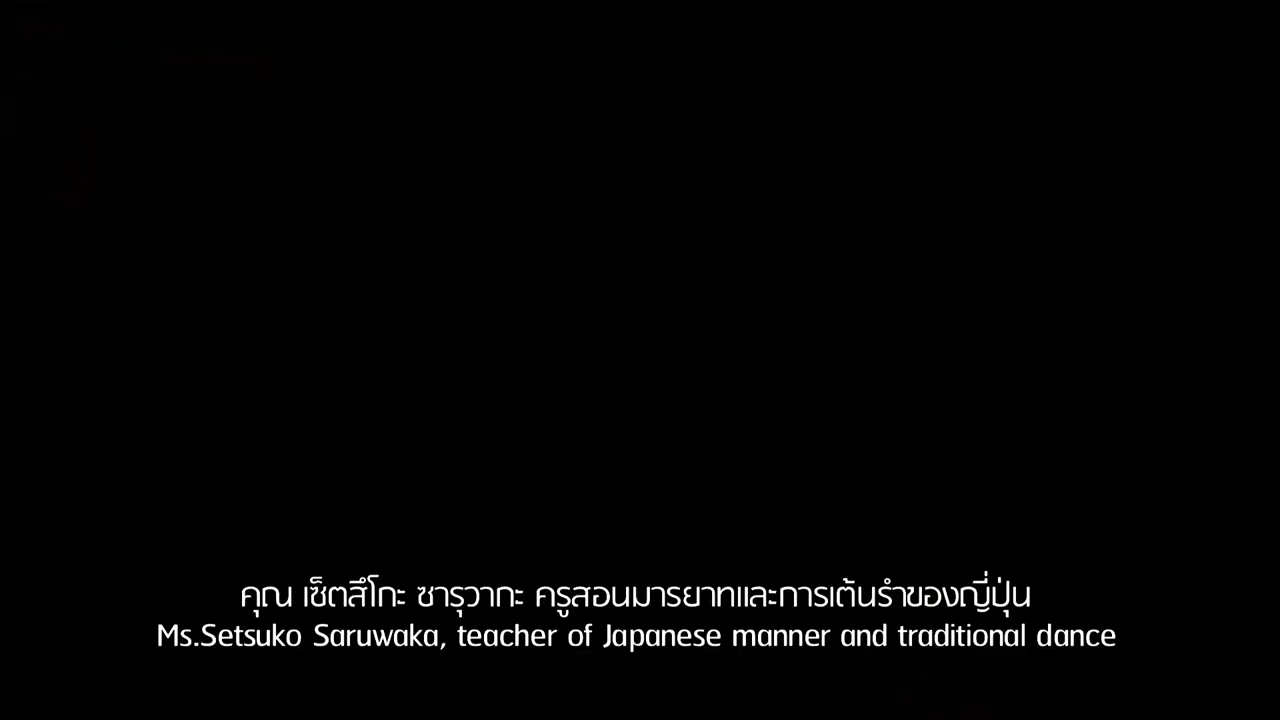 คุณ เซ็ตสึโกะ ซารุวากะ ครูสอนมารยาทและการเต้นรำของญี่ปุ่น
Ms.Setsuko Saruwaka, teacher of Japanese manner and traditional dance